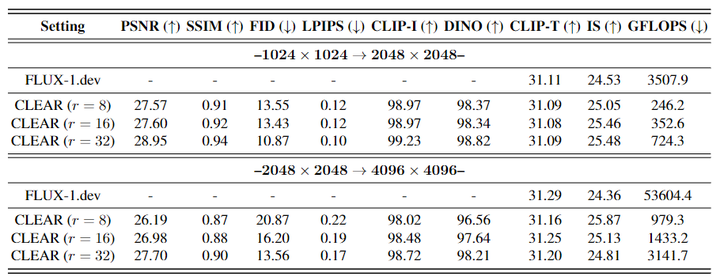 Setting PSNR (↑) SSIM (↑) FID (↓) LPIPS (↓) CLIP-I (↑) DINO (↑) CLIP-T (↑) IS (↑) GFLOPS (↓)
–1024 × 1024 → 2048 × 2048–
FLUX-1.dev - - - - - - 31.11 24.53 3507.9
CLEAR (r = 8) 27.57 0.91 13.55 0.12 98.97 98.37 31.09 25.05 246.2
CLEAR (r = 16) 27.60 0.92 13.43 0.12 98.97 98.34 31.08 25.46 352.6
CLEAR (r = 32) 28.95 0.94 10.87 0.10 99.23 98.82 31.09 25.48 724.3
–2048 × 2048 → 4096 × 4096–
FLUX-1.dev - - - - - - 31.29 24.36 53604.4
CLEAR (r = 8) 26.19 0.87 20.87 0.22 98.02 96.56 31.16 25.87 979.3
CLEAR (r = 16) 26.98 0.88 16.20 0.19 98.48 97.64 31.25 25.13 1433.2
CLEAR (r = 32) 27.70 0.90 13.56 0.17 98.72 98.21 31.20 24.81 3141.7